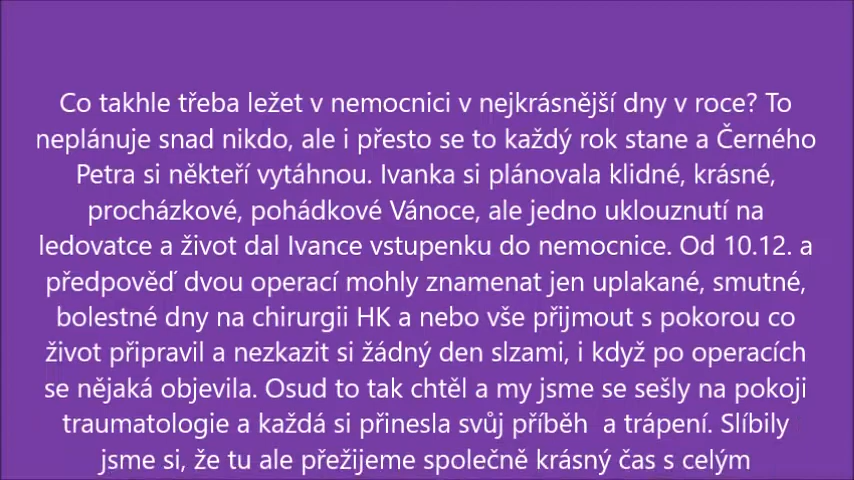 Co takhle třeba ležet v nemocnici v nejkrásnější dny v roce? To
neplánuje snad nikdo, ale i přesto se to každý rok stane a Černého
Petra si někteří vytáhnou. Ivanka si plánovala klidné, krásné,
procházkové, pohádkové Vánoce, ale jedno uklouznutí na
ledovatce a život dal Ivance vstupenku do nemocnice. Od 10.12. a
předpověď dvou operací mohly znamenat jen uplakané, smutné,
bolestné dny na chirurgii HK a nebo vše přijmout s pokorou co
život připravil a nezkazit si žádný den slzami, i když po operacích
se nějaká objevila. Osud to tak chtěl a my jsme se sešly na pokoji
traumatologie a každá si přinesla svůj příběh  a trápení. Slíbily
jsme si, že tu ale přežijeme společně krásný čas s celým